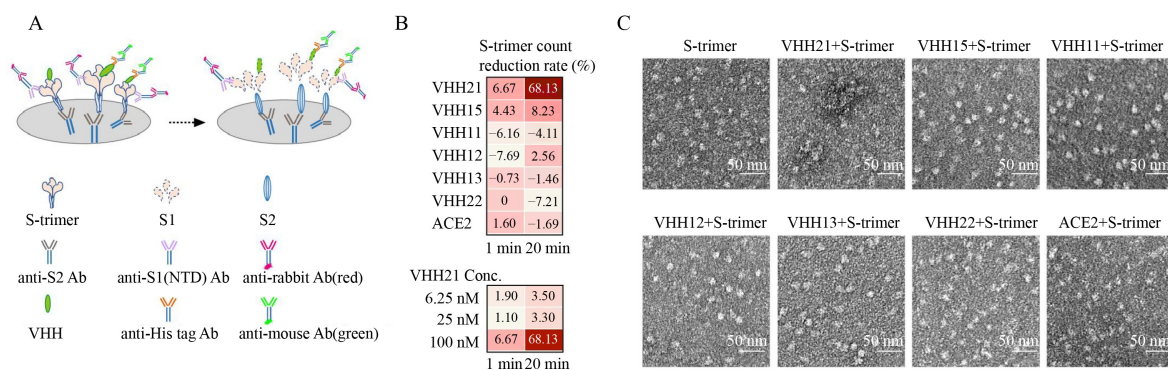 A
S-trimer
S1
S2
anti-S2 Ab
anti-S1(NTD) Ab
anti-rabbit Ab(red)
VHH
anti-His tag Ab
anti-mouse Ab(green)
B
S-trimer count
reduction rate (%)
VHH21 6.67 68.13
VHH15 4.43 8.23
VHH11 −6.16 −4.11
VHH12 −7.69 2.56
VHH13 −0.73 −1.46
VHH22 0 −7.21
ACE2 1.60 −1.69
1 min 20 min
VHH21 Conc.
6.25 nM 1.90 3.50
25 nM 1.10 3.30
100 nM 6.67 68.13
1 min 20 min
C
S-trimer VHH21+S-trimer VHH15+S-trimer VHH11+S-trimer
50 nm 50 nm 50 nm 50 nm
VHH12+S-trimer VHH13+S-trimer VHH22+S-trimer ACE2+S-trimer
50 nm 50 nm 50 nm 50 nm